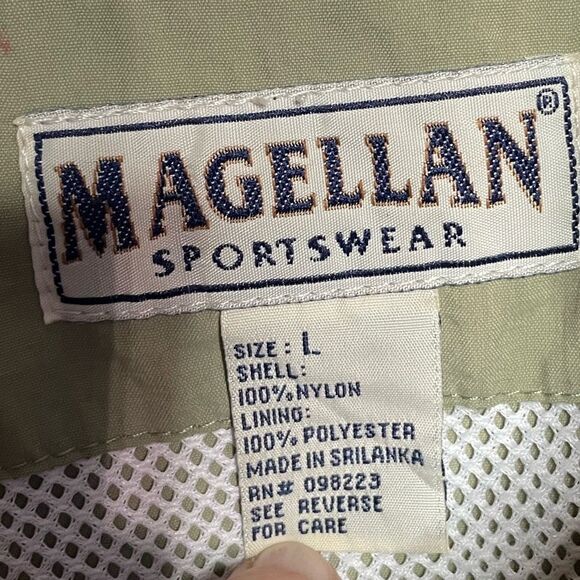 MAGELLAN®
SPORTSWEAR
SIZE: L
SHELL:
100% NYLON
LINING:
100% POLYESTER
MADE IN SRILANKA
RN# 098223
SEE REVERSE
FOR CARE